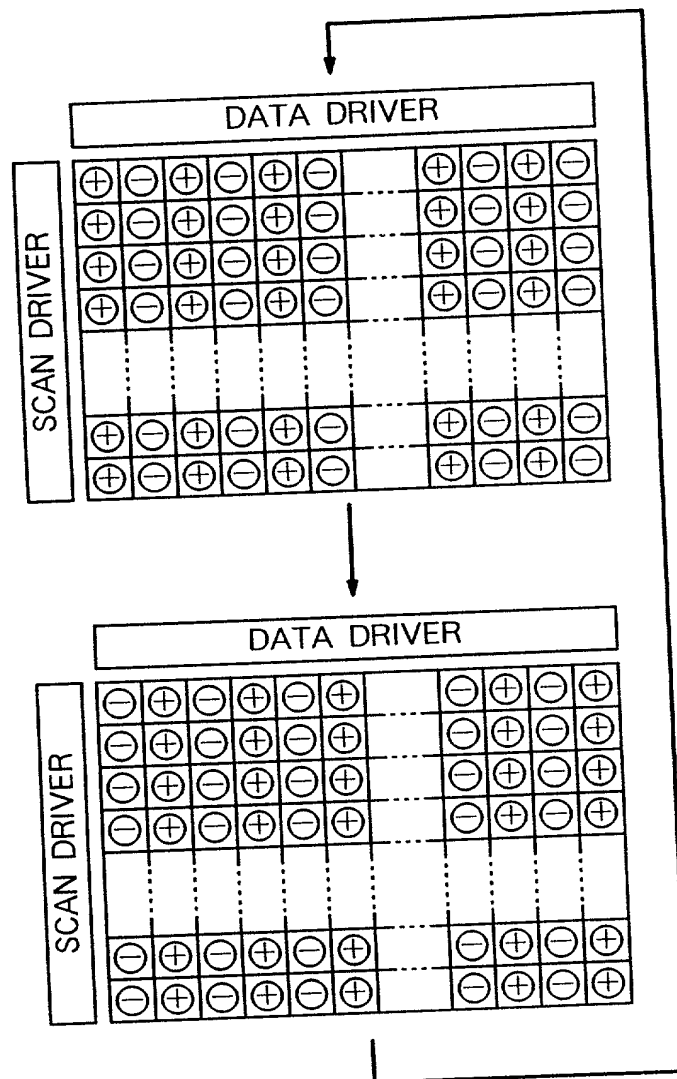 DATA DRIVER
SCAN DRIVER
⊕ ⊖ ⊕ ⊖ ⊕ ⊖ ⊕ ⊖ ⊕ ⊖
⊕ ⊖ ⊕ ⊖ ⊕ ⊖ ⊕ ⊖ ⊕ ⊖
⊕ ⊖ ⊕ ⊖ ⊕ ⊖ ⊕ ⊖ ⊕ ⊖
⊕ ⊖ ⊕ ⊖ ⊕ ⊖ ⊕ ⊖ ⊕ ⊖
⊕ ⊖ ⊕ ⊖ ⊕ ⊖ ⊕ ⊖ ⊕ ⊖
⊕ ⊖ ⊕ ⊖ ⊕ ⊖ ⊕ ⊖ ⊕ ⊖
DATA DRIVER
SCAN DRIVER
⊖ ⊕ ⊖ ⊕ ⊖ ⊕ ⊖ ⊕ ⊖ ⊕
⊖ ⊕ ⊖ ⊕ ⊖ ⊕ ⊖ ⊕ ⊖ ⊕
⊖ ⊕ ⊖ ⊕ ⊖ ⊕ ⊖ ⊕ ⊖ ⊕
⊖ ⊕ ⊖ ⊕ ⊖ ⊕ ⊖ ⊕ ⊖ ⊕
⊖ ⊕ ⊖ ⊕ ⊖ ⊕ ⊖ ⊕ ⊖ ⊕
⊖ ⊕ ⊖ ⊕ ⊖ ⊕ ⊖ ⊕ ⊖ ⊕